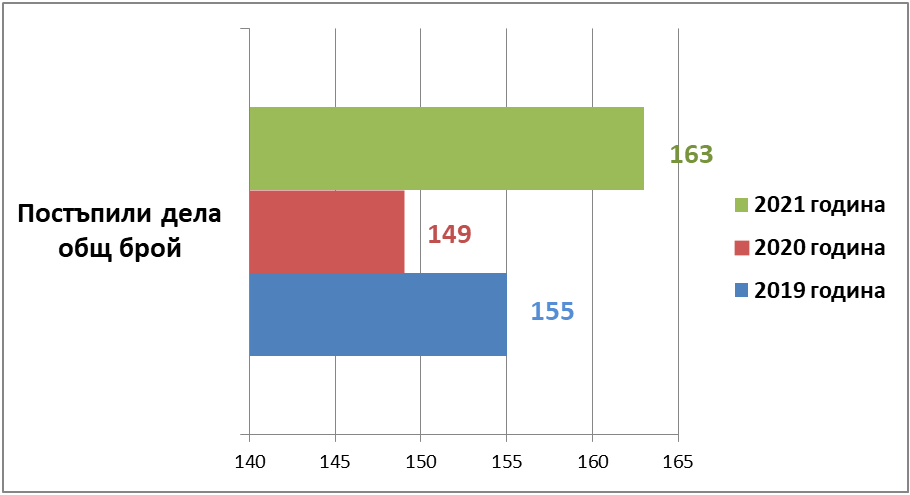 Постъпили дела
общ брой
163
149
155
2021 година
2020 година
2019 година
140 145 150 155 160 165